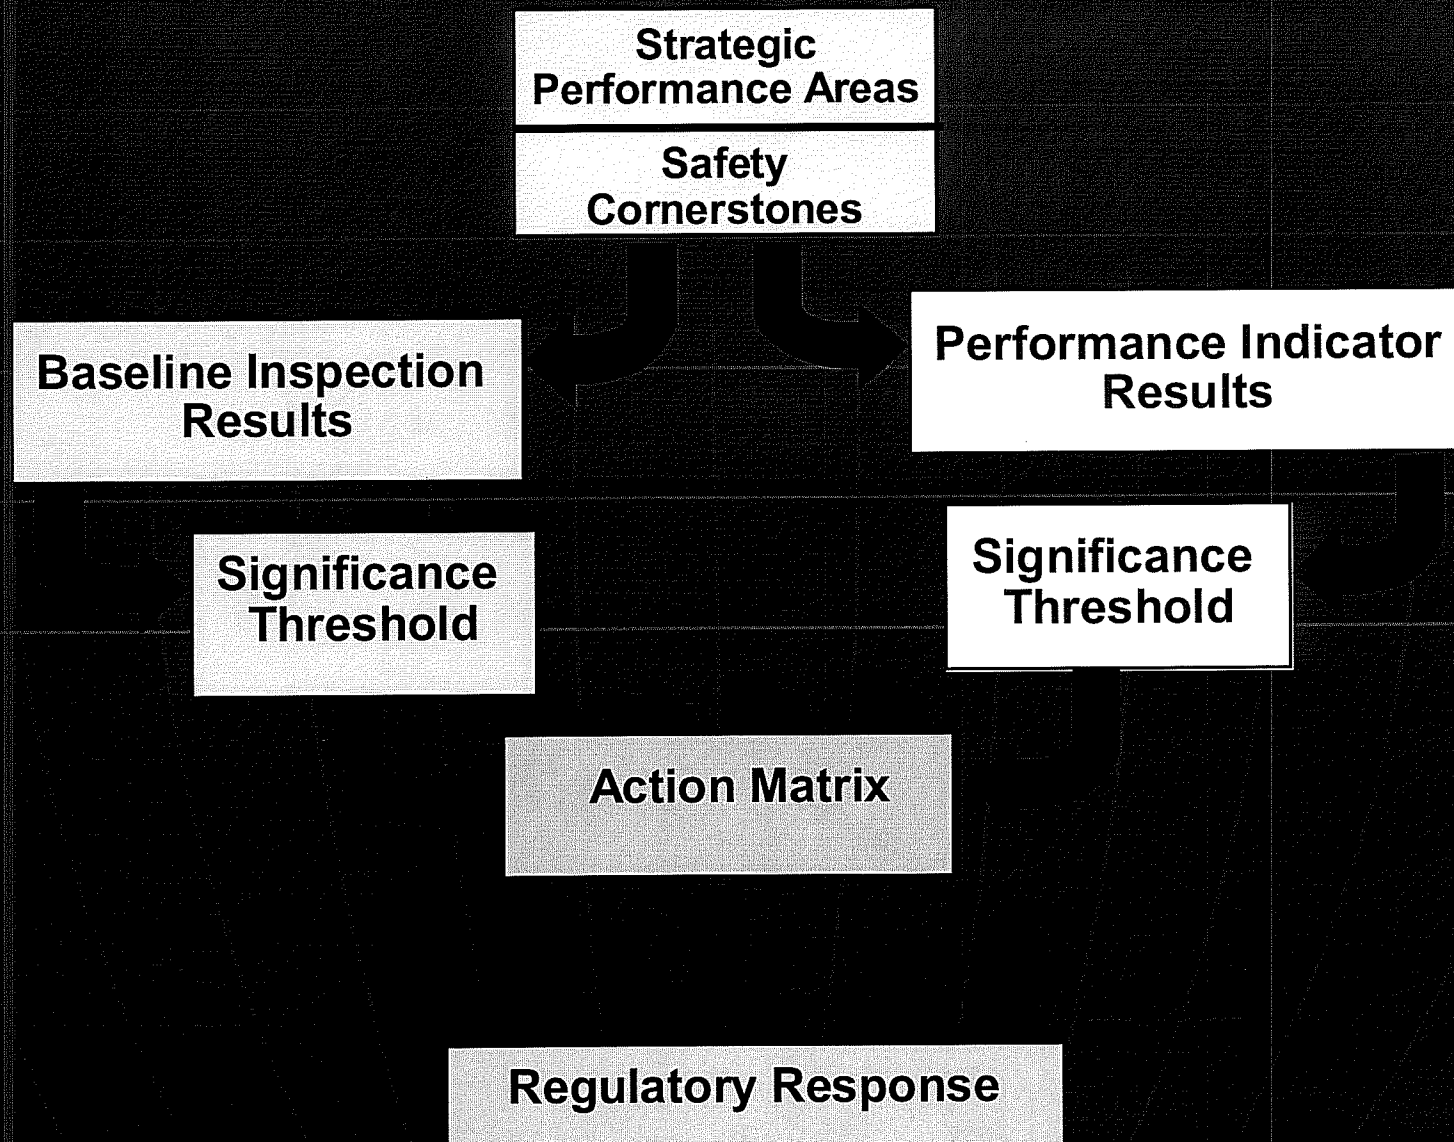 Strategic
Performance Areas
Safety
Cornerstones
Baseline Inspection
Results
Performance Indicator
Results
Significance
Threshold
Significance
Threshold
Action Matrix
Regulatory Response